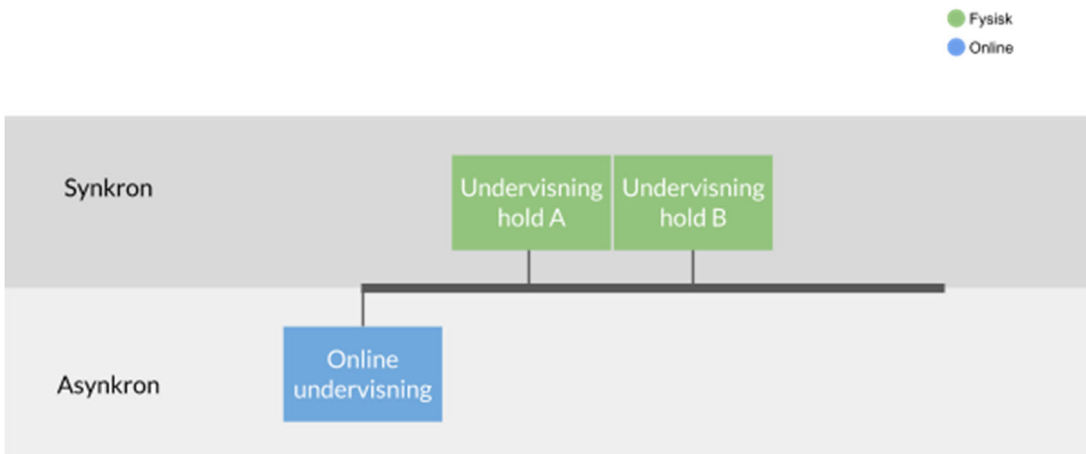 Fysisk
Online
Synkron
Undervisning
hold A
Undervisning
hold B
Online
undervisning
Asynkron